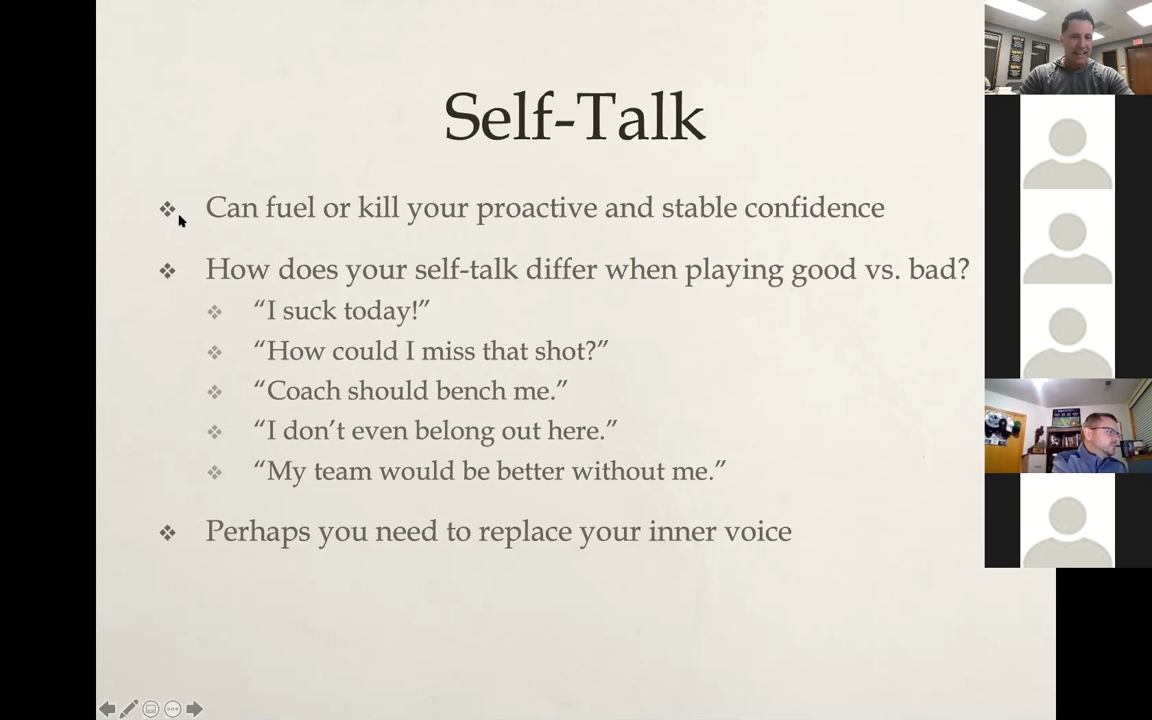 Self-Talk
Can fuel or kill your proactive and stable confidence
How does your self-talk differ when playing good vs. bad?
“I suck today!”
“How could I miss that shot?”
“Coach should bench me.”
“I don’t even belong out here.”
“My team would be better without me.”
Perhaps you need to replace your inner voice